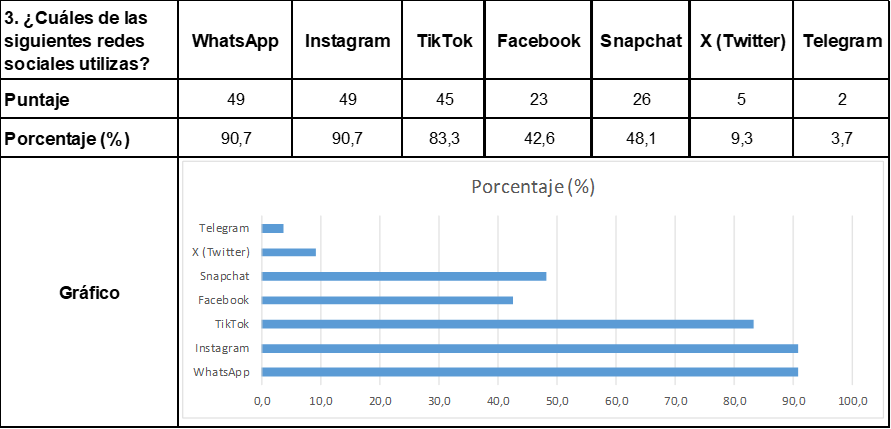 3. ¿Cuáles de las
siguientes redes
sociales utilizas?
WhatsApp Instagram TikTok Facebook Snapchat X (Twitter) Telegram
Puntaje 49 49 45 23 26 5 2
Porcentaje (%) 90,7 90,7 83,3 42,6 48,1 9,3 3,7
Gráfico
Porcentaje (%)
Telegram
X (Twitter)
Snapchat
Facebook
TikTok
Instagram
WhatsApp
0,0 10,0 20,0 30,0 40,0 50,0 60,0 70,0 80,0 90,0 100,0